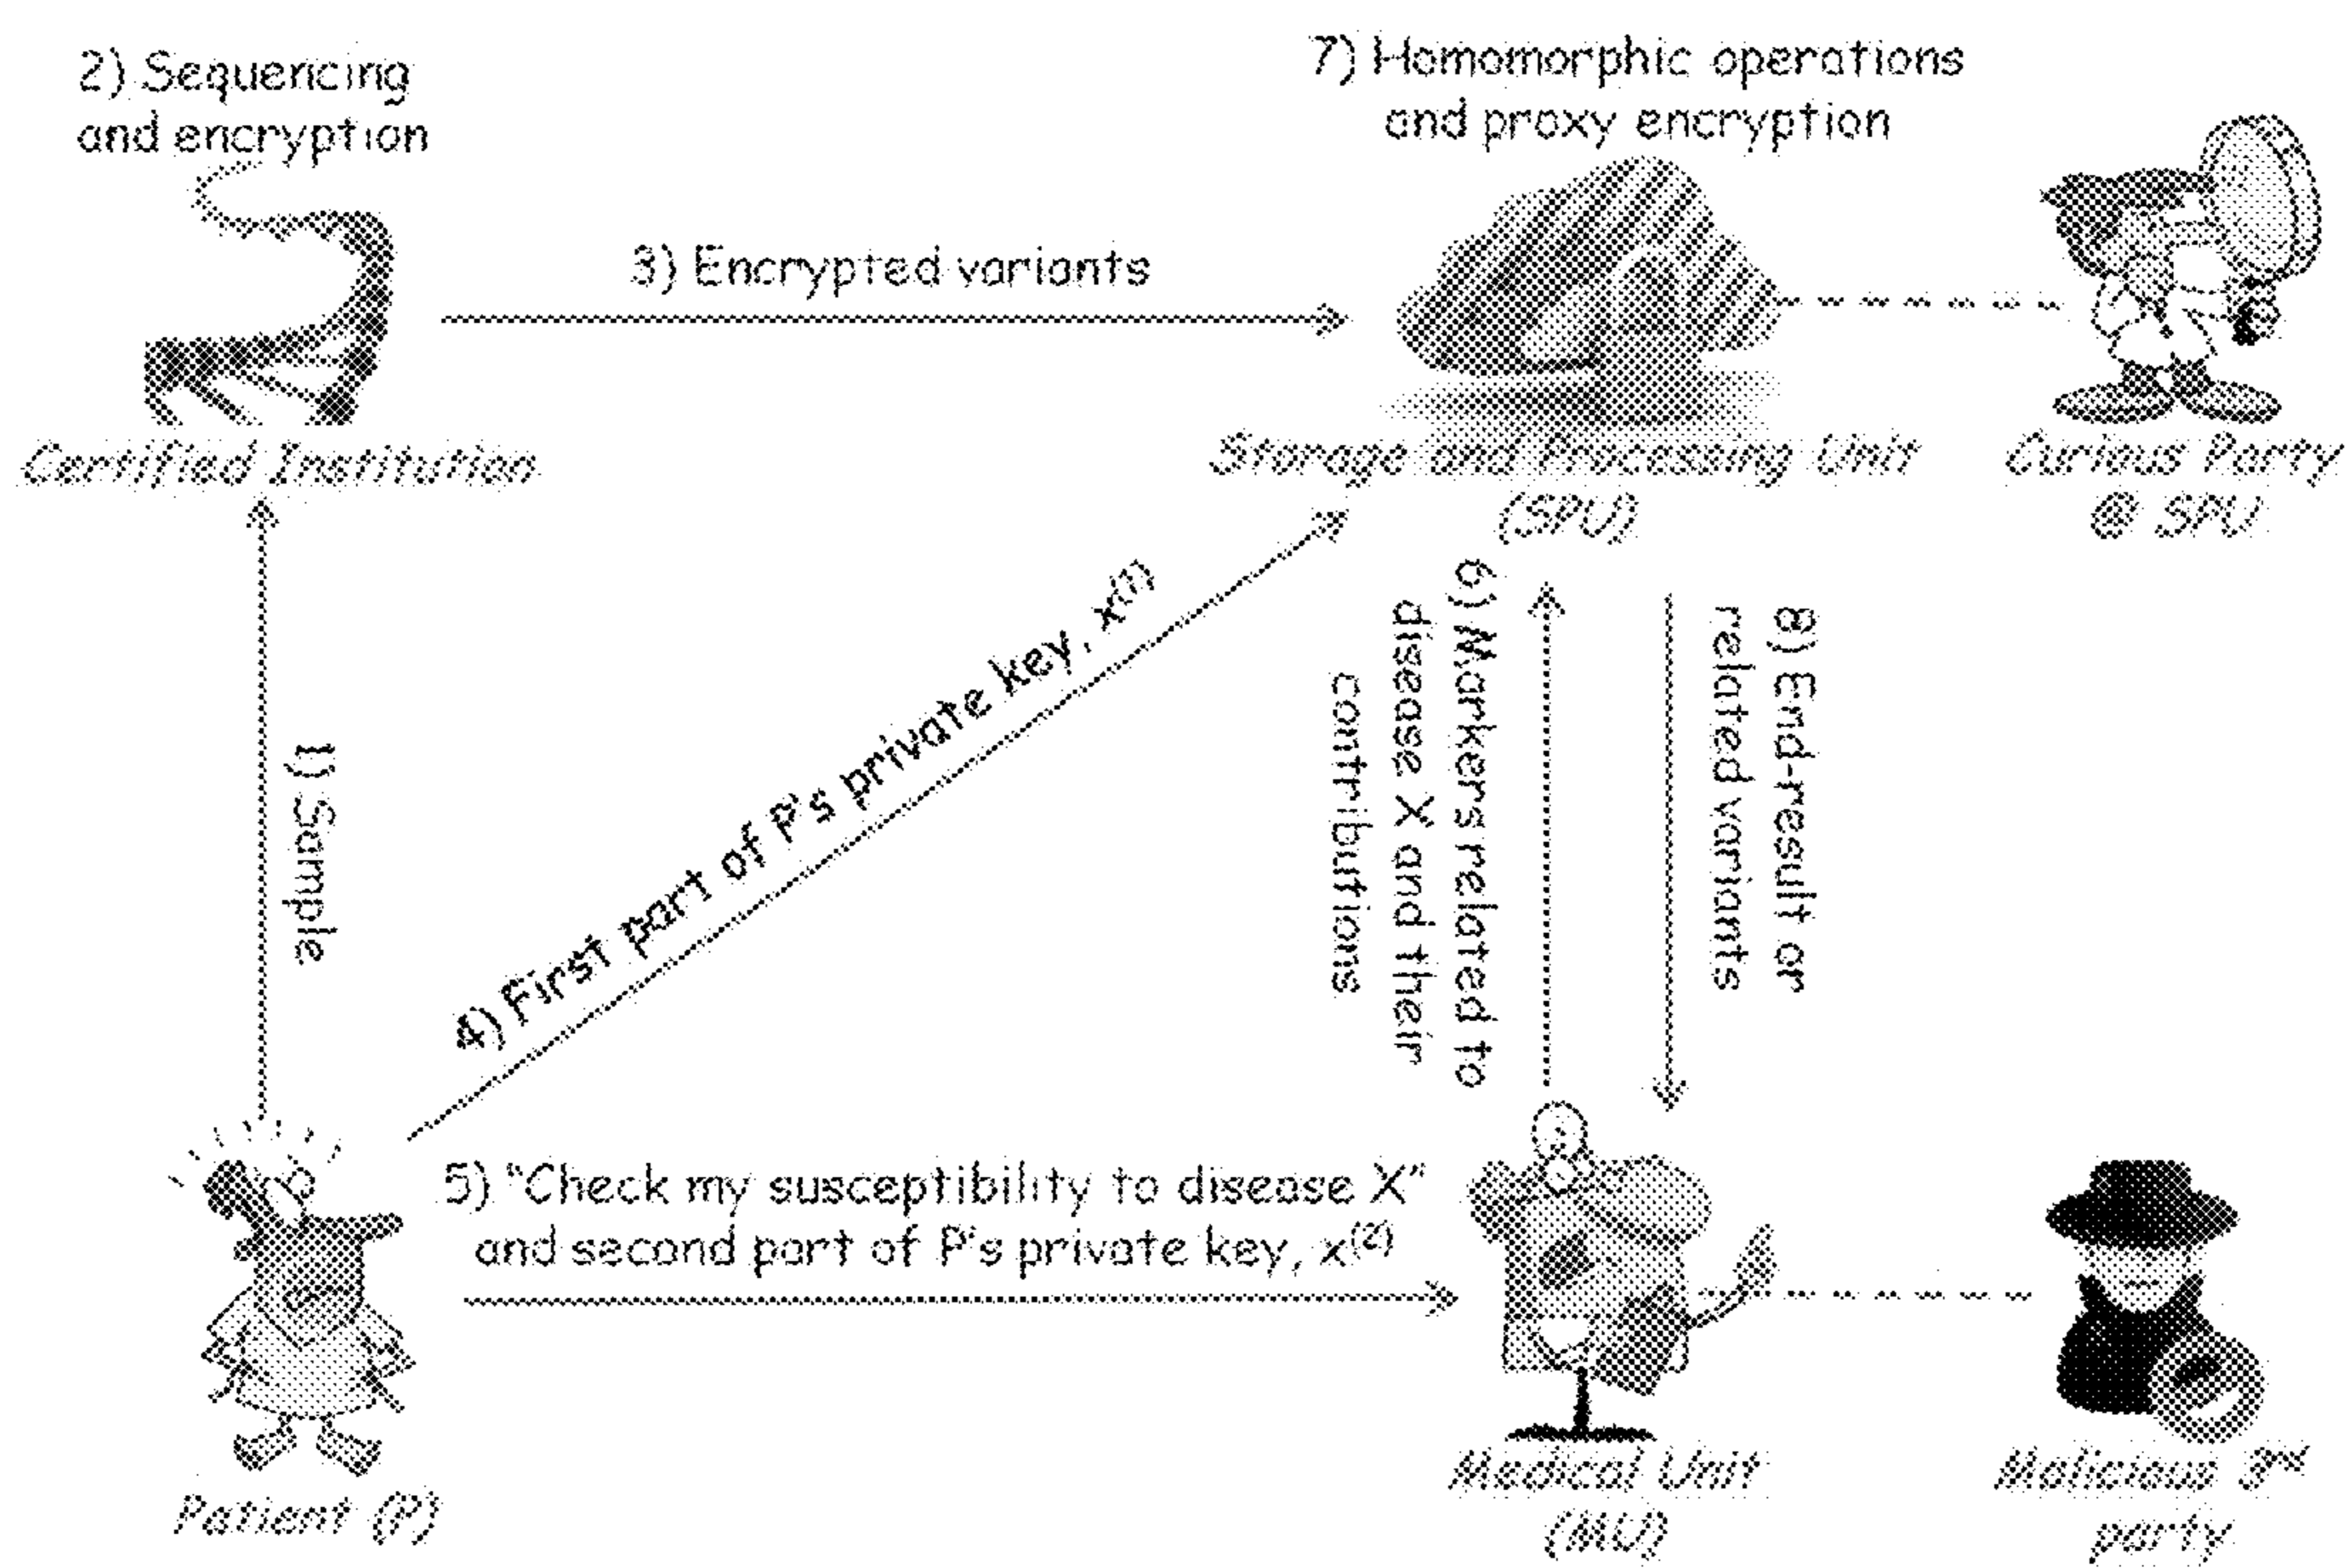 2) Sequencing
and encryption
7) Homomorphic operations
and proxy encryption
3) Encrypted variants
Certified Institution
Storage and Processing Unit
(SPU)
Curious Party
@ SPU
1) Sample
4) First part of P's private key, x⁽¹⁾
6) Markers related to
disease X and their
contributions
8) End-result or
related variants
5) "Check my susceptibility to disease X"
and second part of P's private key, x⁽²⁾
Patient (P)
Medical Unit
(MU)
Malicious 3rd
party